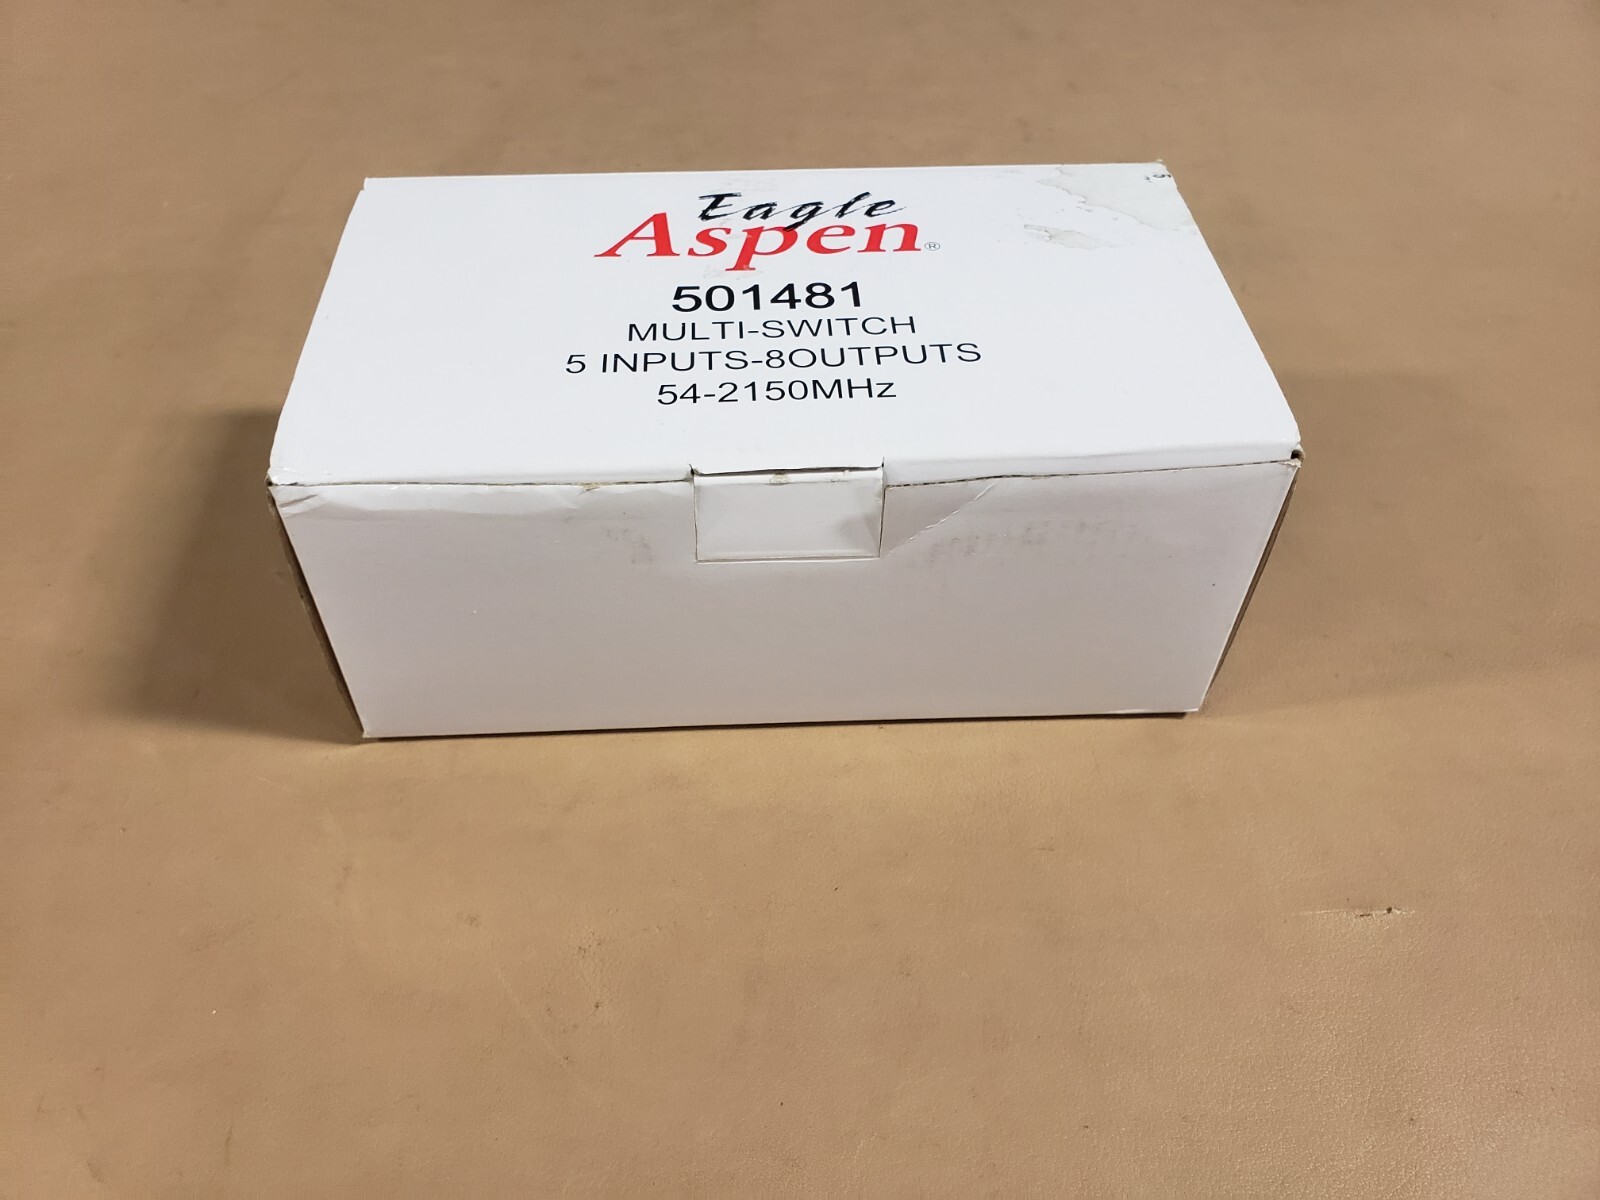 Eagle
Aspen®
501481
MULTI-SWITCH
5 INPUTS-8OUTPUTS
54-2150MHz